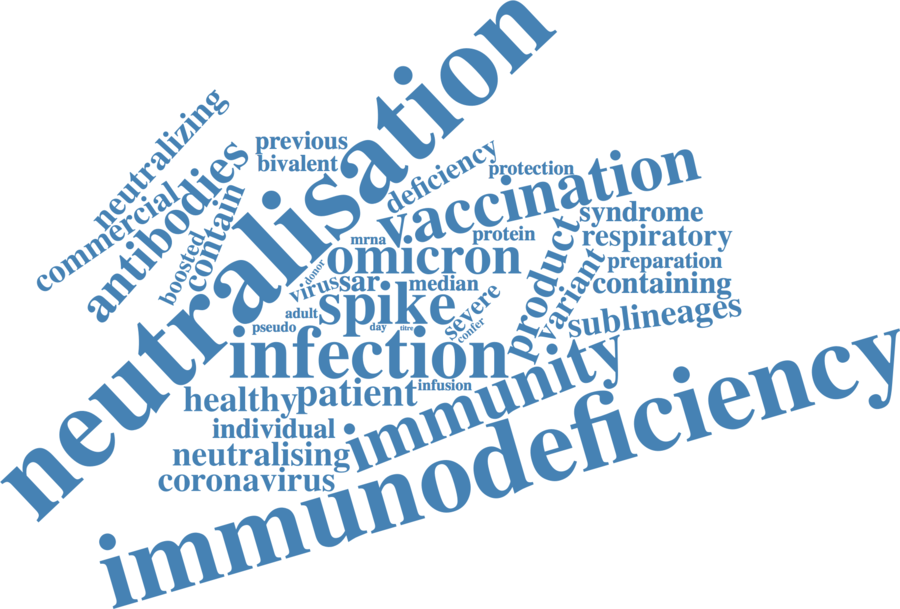 neutralisation
neutralizing
commercial
antibodies
previous
bivalent
boosted
contain
deficiency
protection
vaccination
mrna
protein
syndrome
respiratory
omicron
donor
virus
sar
median
product
variant
preparation
containing
adult
spike
severe
sublineages
pseudo
day
titre
confer
infection
healthy
patient
infusion
immunity
individual
neutralising
coronavirus
immunodeficiency